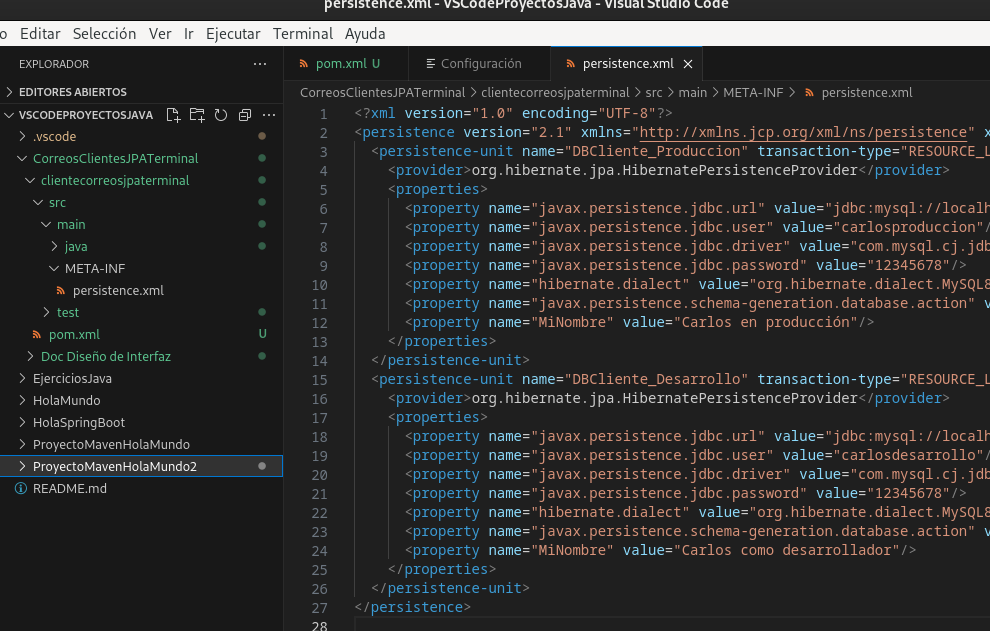 persistence.xml - VSCodeProyectosJava - Visual Studio Code
o Editar Selección Ver Ir Ejecutar Terminal Ayuda
EXPLORADOR
pom.xml U
Configuración
persistence.xml
EDITORES ABIERTOS
VSCODEPROYECTOSJAVA
.vscode
CorreosClientesJPATerminal
clientecorreosjpaterminal
src
main
java
META-INF
persistence.xml
test
pom.xml U
Doc Diseño de Interfaz
EjerciciosJava
HolaMundo
HolaSpringBoot
ProyectoMavenHolaMundo
ProyectoMavenHolaMundo2
README.md
CorreosClientesJPATerminal > clientecorreosjpaterminal > src > main > META-INF > persistence.xml
1 <?xml version="1.0" encoding="UTF-8"?>
2 <persistence version="2.1" xmlns="http://xmlns.jcp.org/xml/ns/persistence" x
3 <persistence-unit name="DBCliente_Produccion" transaction-type="RESOURCE_L
4 <provider>org.hibernate.jpa.HibernatePersistenceProvider</provider>
5 <properties>
6 <property name="javax.persistence.jdbc.url" value="jdbc:mysql://localh
7 <property name="javax.persistence.jdbc.user" value="carlosproduccion"/
8 <property name="javax.persistence.jdbc.driver" value="com.mysql.cj.jdb
9 <property name="javax.persistence.jdbc.password" value="12345678"/>
10 <property name="hibernate.dialect" value="org.hibernate.dialect.MySQL8
11 <property name="javax.persistence.schema-generation.database.action" v
12 <property name="MiNombre" value="Carlos en producción"/>
13 </properties>
14 </persistence-unit>
15 <persistence-unit name="DBCliente_Desarrollo" transaction-type="RESOURCE_L
16 <provider>org.hibernate.jpa.HibernatePersistenceProvider</provider>
17 <properties>
18 <property name="javax.persistence.jdbc.url" value="jdbc:mysql://localh
19 <property name="javax.persistence.jdbc.user" value="carlosdesarrollo"/
20 <property name="javax.persistence.jdbc.driver" value="com.mysql.cj.jdb
21 <property name="javax.persistence.jdbc.password" value="12345678"/>
22 <property name="hibernate.dialect" value="org.hibernate.dialect.MySQL8
23 <property name="javax.persistence.schema-generation.database.action" v
24 <property name="MiNombre" value="Carlos como desarrollador"/>
25 </properties>
26 </persistence-unit>
27 </persistence>
28